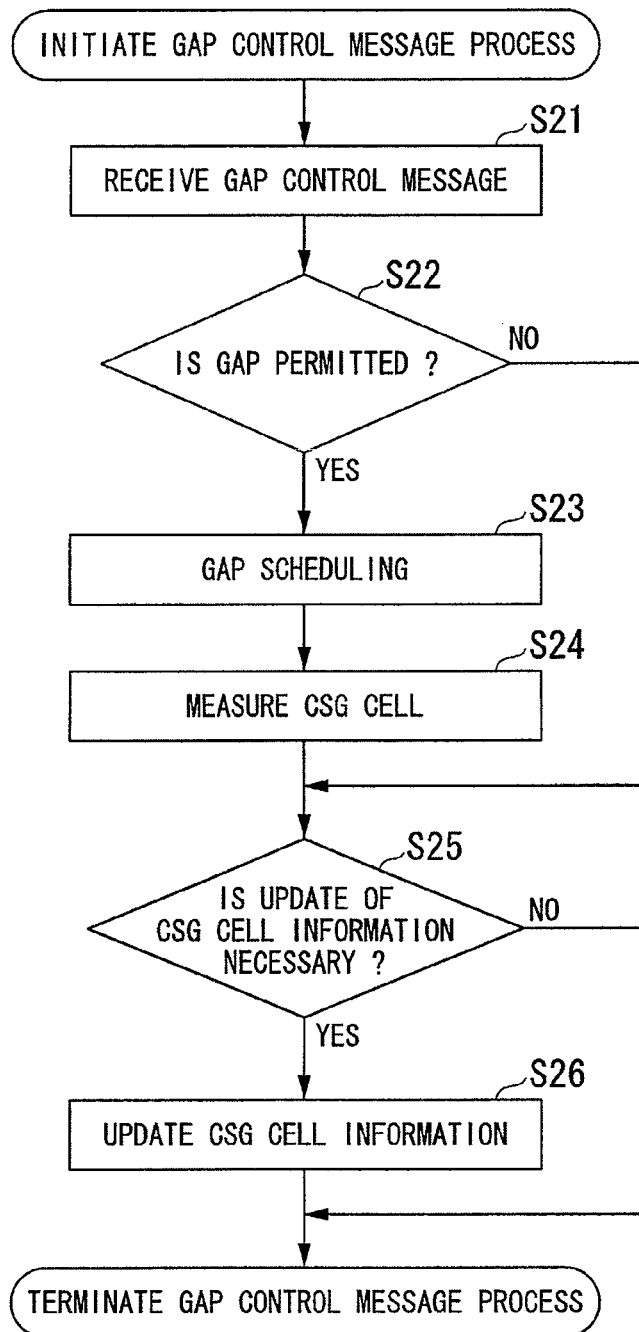 INITIATE GAP CONTROL MESSAGE PROCESS
S21
RECEIVE GAP CONTROL MESSAGE
S22
IS GAP PERMITTED ?
NO
YES
S23
GAP SCHEDULING
S24
MEASURE CSG CELL
S25
IS UPDATE OF
CSG CELL INFORMATION
NECESSARY ?
NO
YES
S26
UPDATE CSG CELL INFORMATION
TERMINATE GAP CONTROL MESSAGE PROCESS